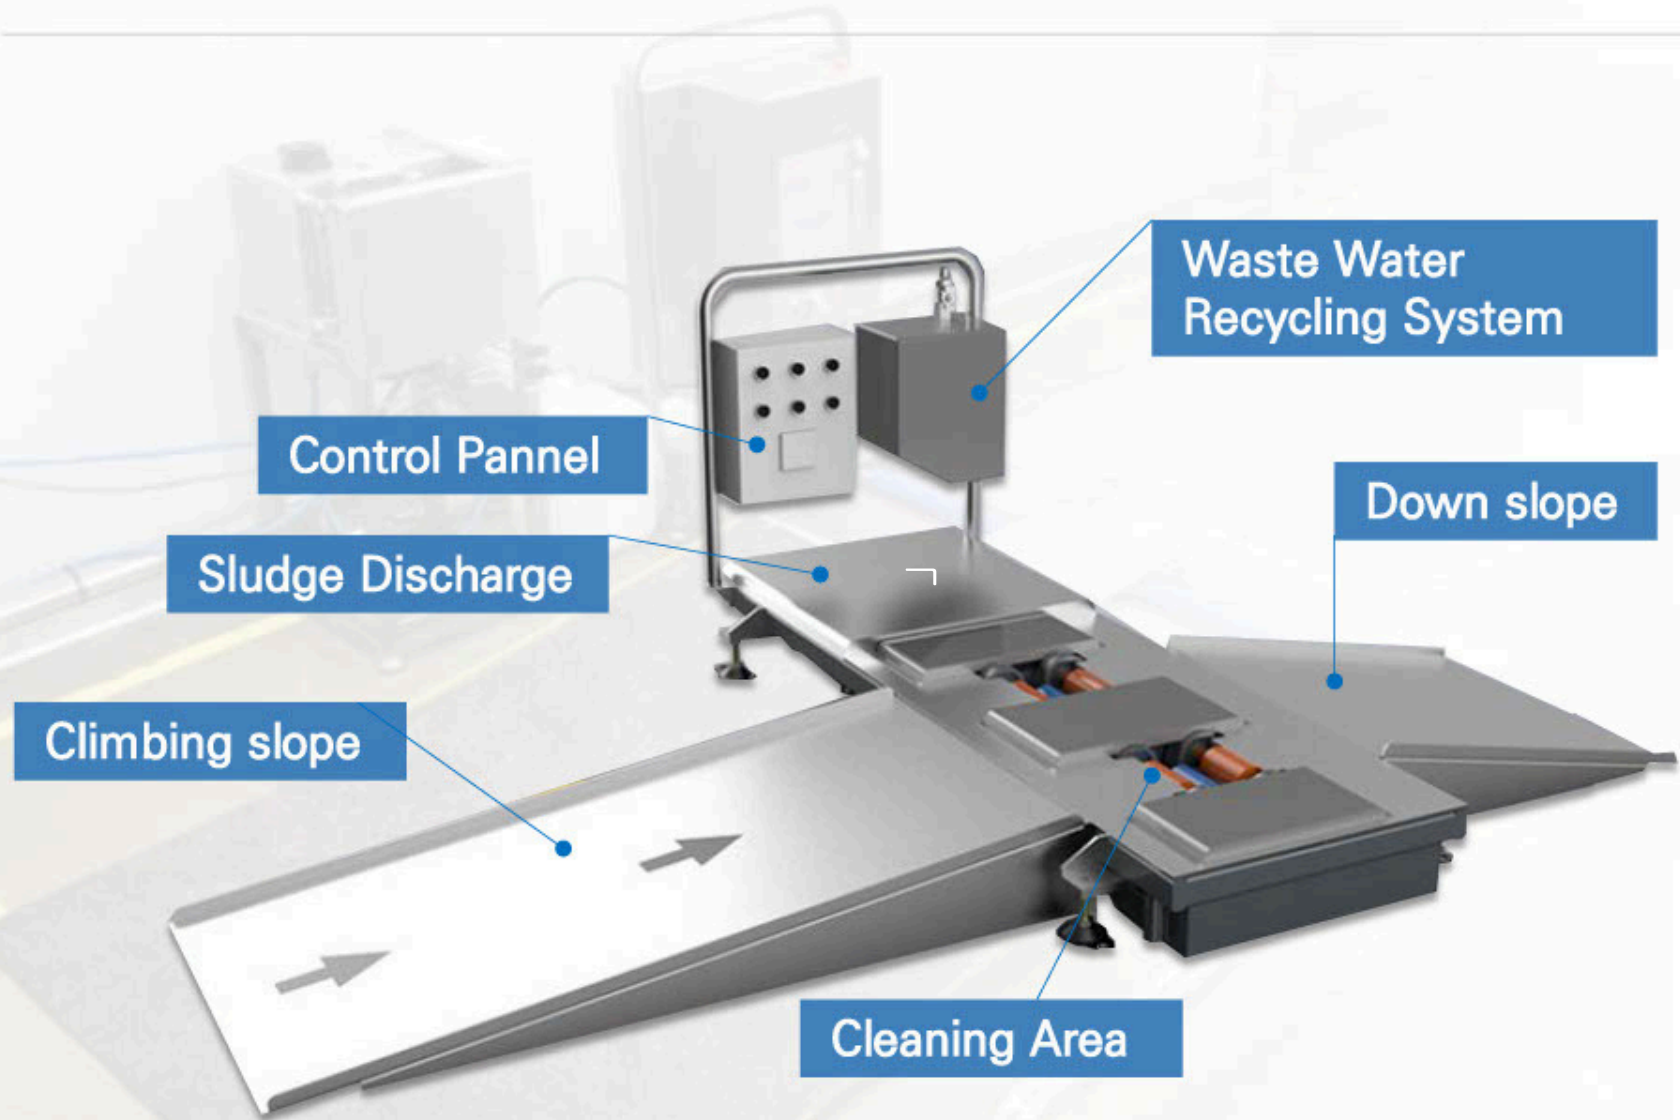 Waste Water
Recycling System
Control Pannel
Down slope
Sludge Discharge
Climbing slope
Cleaning Area